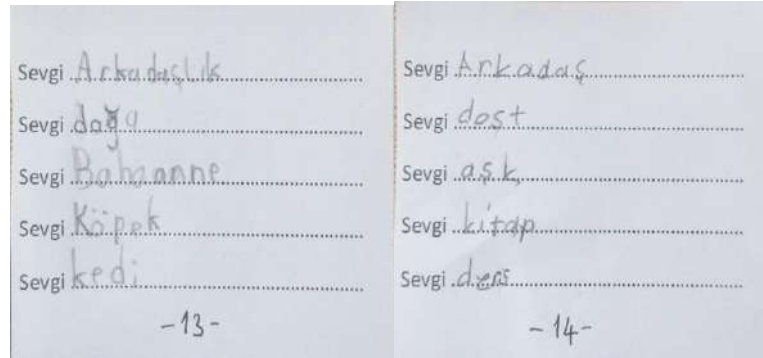 Sevgi Arkadaşlık
Sevgi doğa
Sevgi Babaanne
Sevgi Köpek
Sevgi kedi
-13-
Sevgi Arkadaş
Sevgi dost
Sevgi aşk
Sevgi kitap
Sevgi ders
-14-